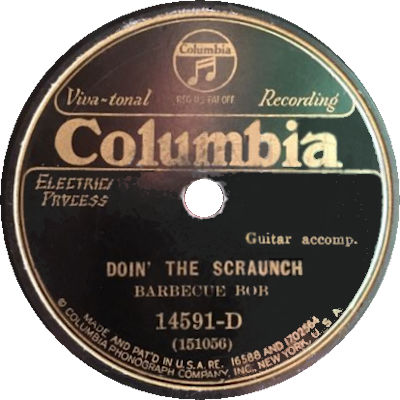 Columbia
Viva-tonal REG. U.S. PAT. OFF. Recording
Columbia
ELECTRICAL
PROCESS
Guitar accomp.
DOIN' THE SCRAUNCH
BARBECUE BOB
14591-D
(151056)
MADE AND PAT'D IN U.S.A. RE. 16588 AND 1702564
© COLUMBIA PHONOGRAPH COMPANY, INC., NEW YORK, U.S.A.